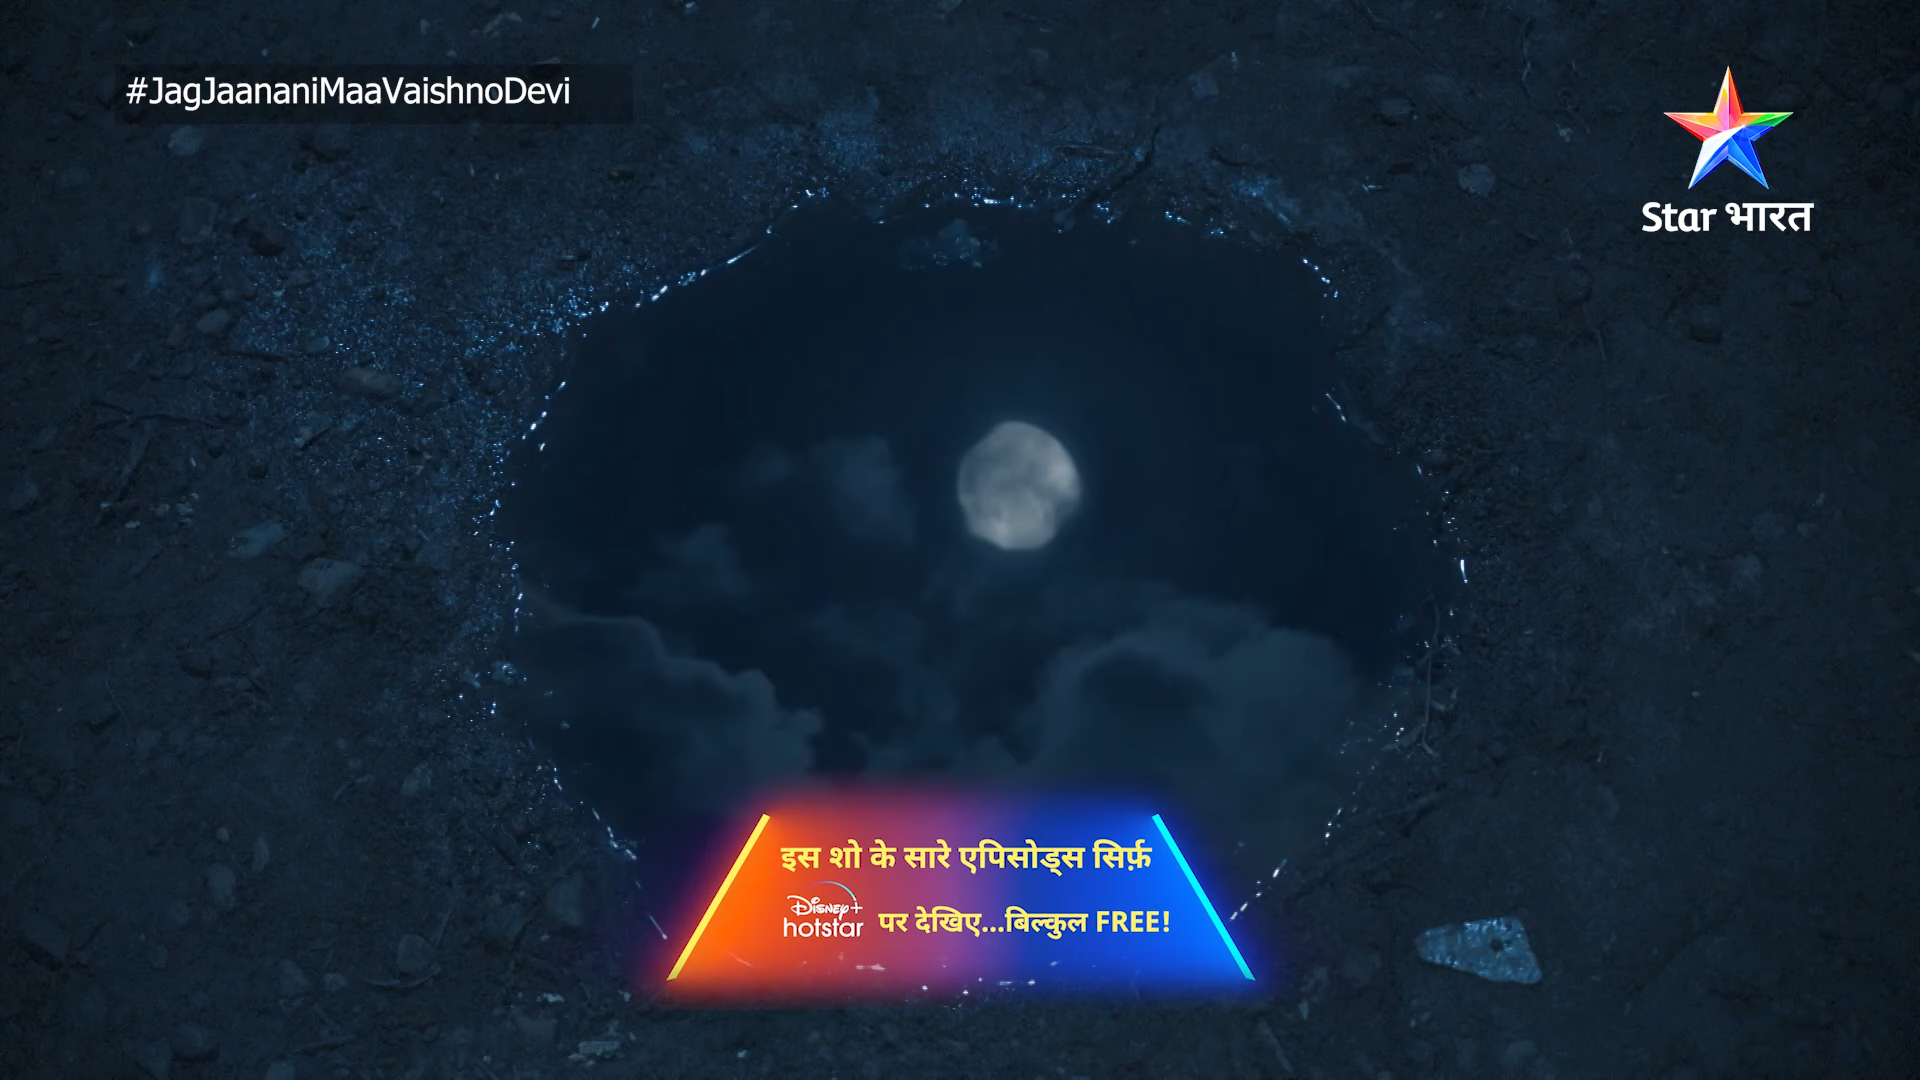 #JagJaananiMaaVaishnoDevi
Star भारत
इस शो के सारे एपिसोड्स सिर्फ़
Disney+ hotstar पर देखिए...बिल्कुल FREE!